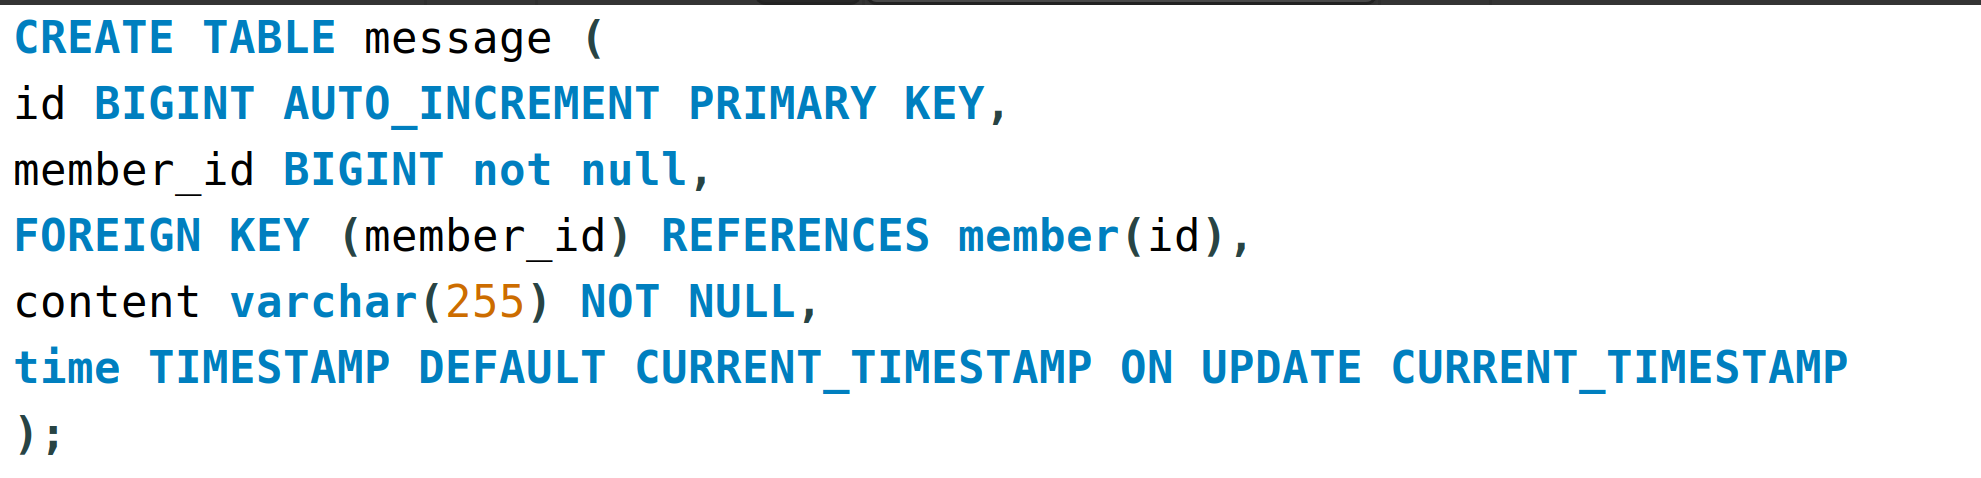 CREATE TABLE message (
id BIGINT AUTO_INCREMENT PRIMARY KEY,
member_id BIGINT not null,
FOREIGN KEY (member_id) REFERENCES member(id),
content varchar(255) NOT NULL,
time TIMESTAMP DEFAULT CURRENT_TIMESTAMP ON UPDATE CURRENT_TIMESTAMP
);